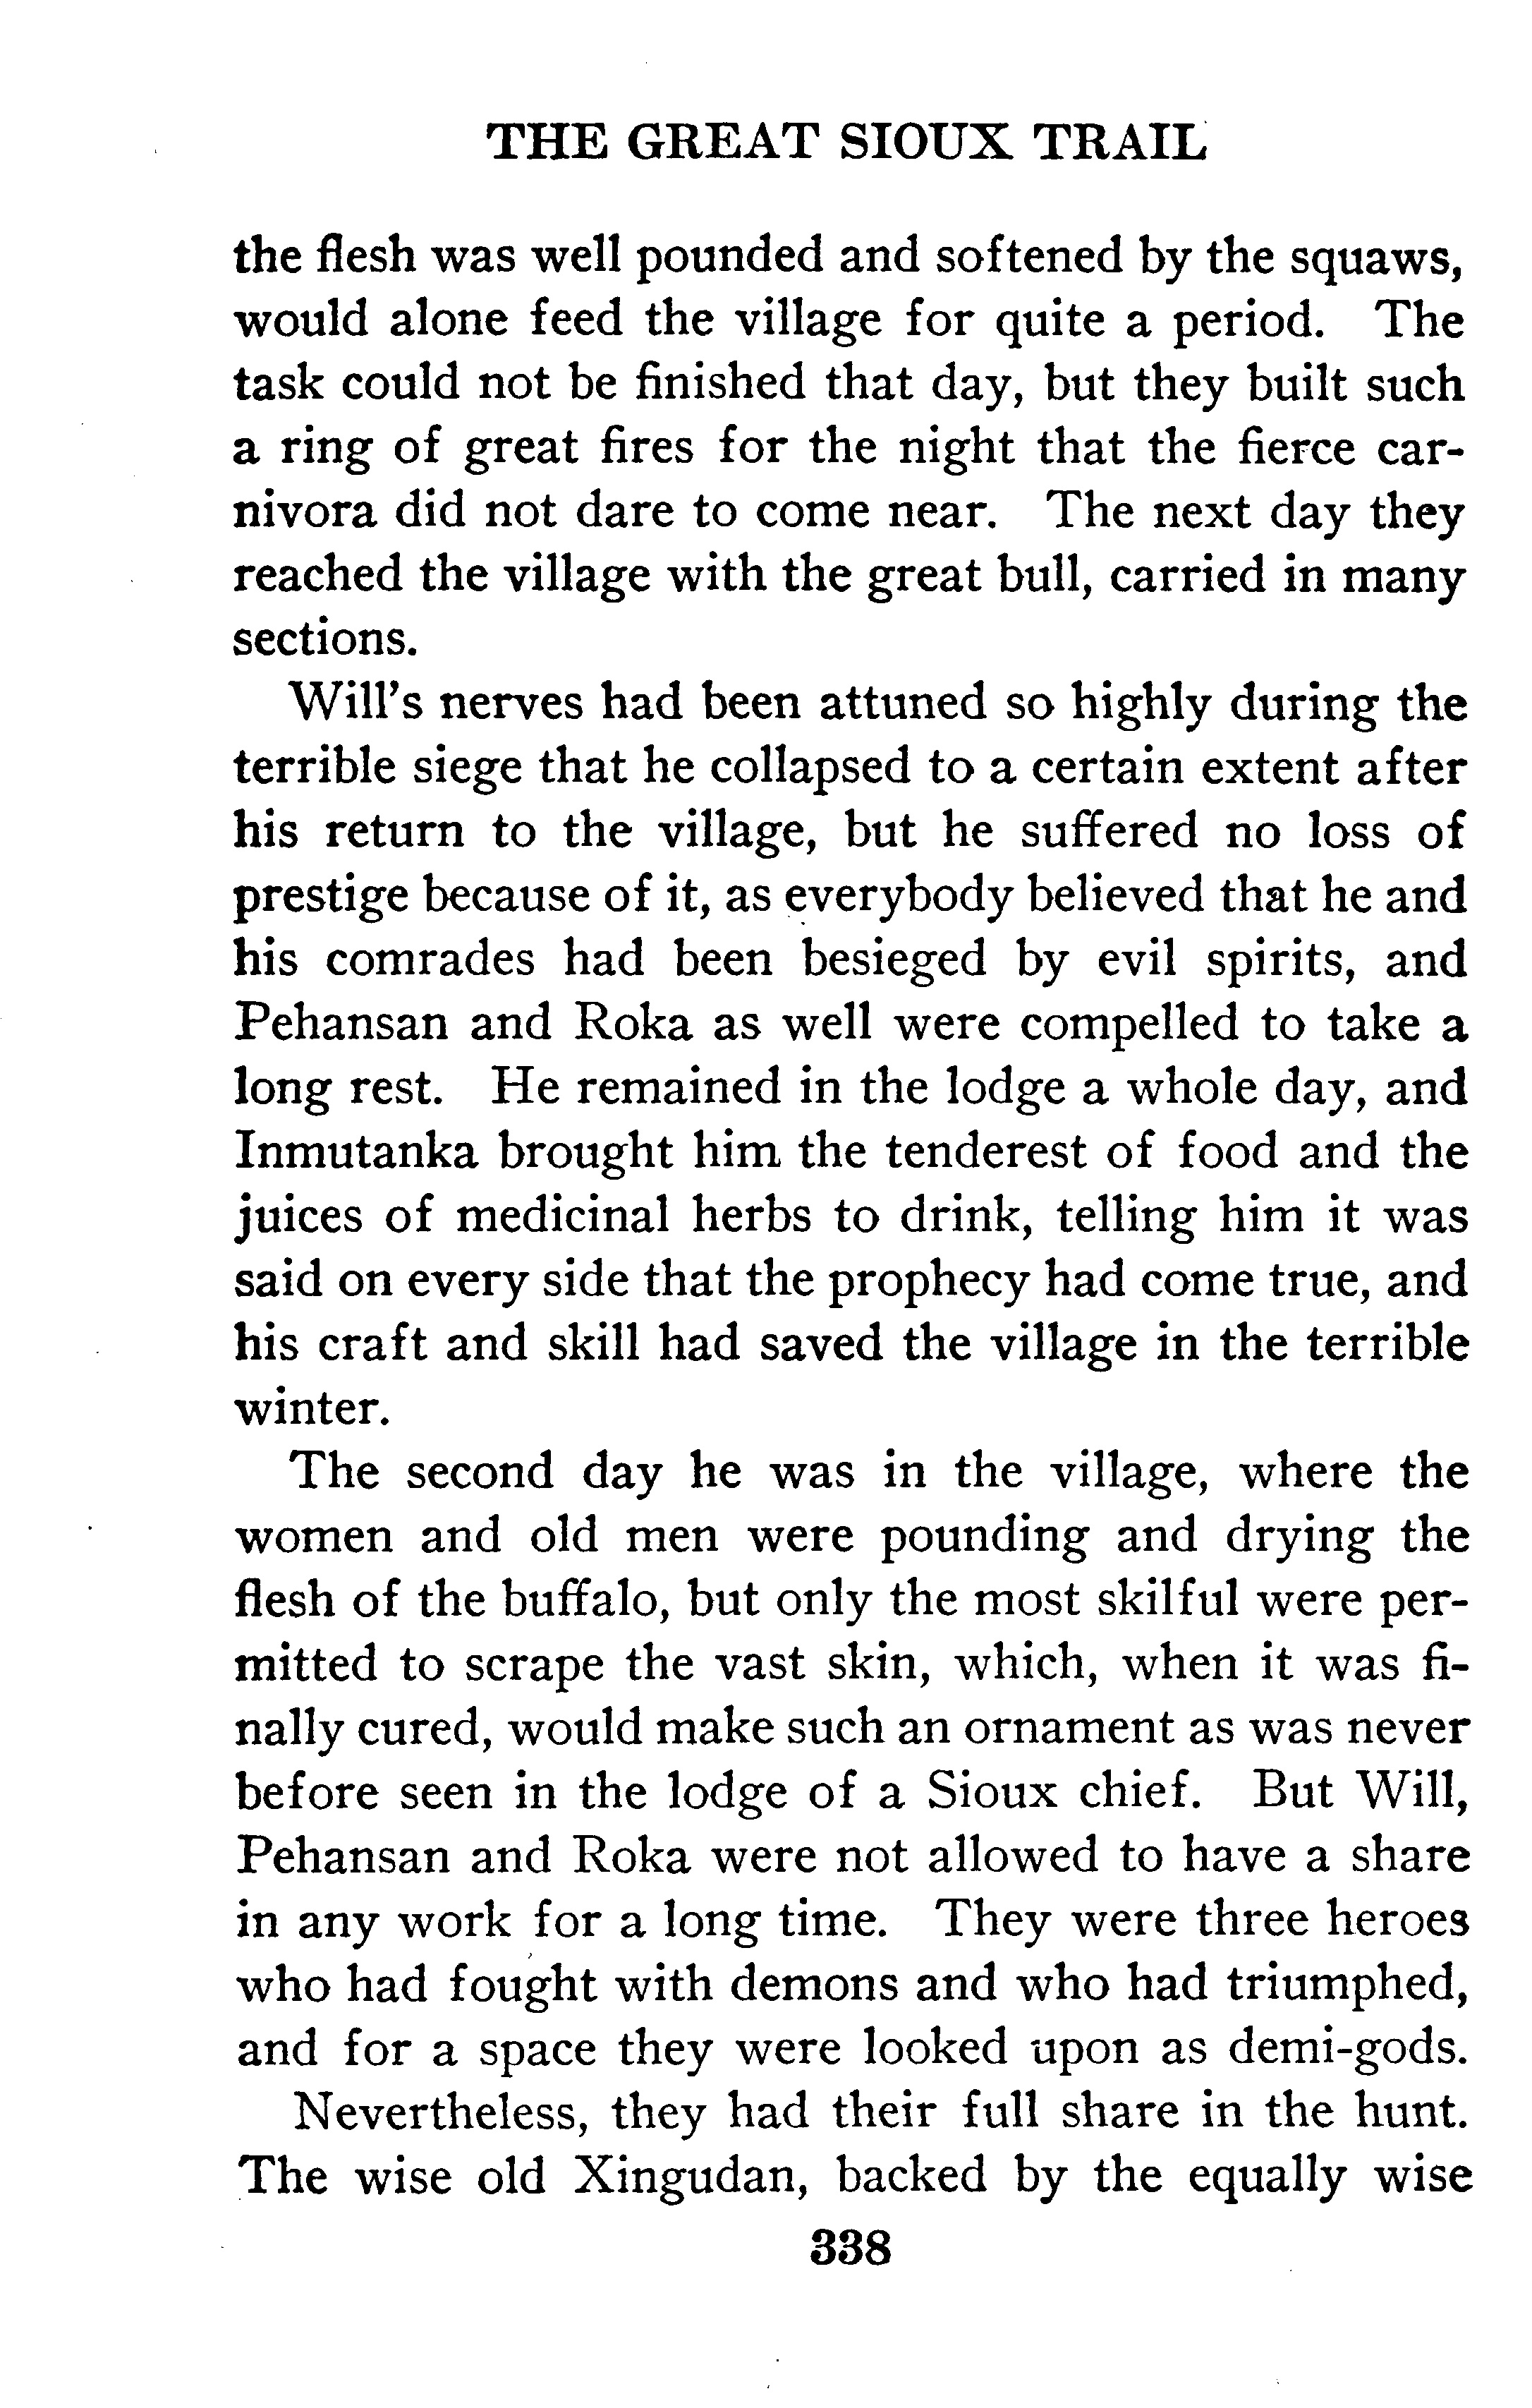 THE GREAT SIOUX TRAIL
the flesh was well pounded and softened by the squaws,
would alone feed the village for quite a period. The
task could not be finished that day, but they built such
a ring of great fires for the night that the fierce car-
nivora did not dare to come near. The next day they
reached the village with the great bull, carried in many
sections.
Will's nerves had been attuned so highly during the
terrible siege that he collapsed to a certain extent after
his return to the village, but he suffered no loss of
prestige because of it, as everybody believed that he and
his comrades had been besieged by evil spirits, and
Pehansan and Roka as well were compelled to take a
long rest. He remained in the lodge a whole day, and
Inmutanka brought him the tenderest of food and the
juices of medicinal herbs to drink, telling him it was
said on every side that the prophecy had come true, and
his craft and skill had saved the village in the terrible
winter.
The second day he was in the village, where the
women and old men were pounding and drying the
flesh of the buffalo, but only the most skilful were per-
mitted to scrape the vast skin, which, when it was fi-
nally cured, would make such an ornament as was never
before seen in the lodge of a Sioux chief. But Will,
Pehansan and Roka were not allowed to have a share
in any work for a long time. They were three heroes
who had fought with demons and who had triumphed,
and for a space they were looked upon as demi-gods.
Nevertheless, they had their full share in the hunt.
The wise old Xingudan, backed by the equally wise
338